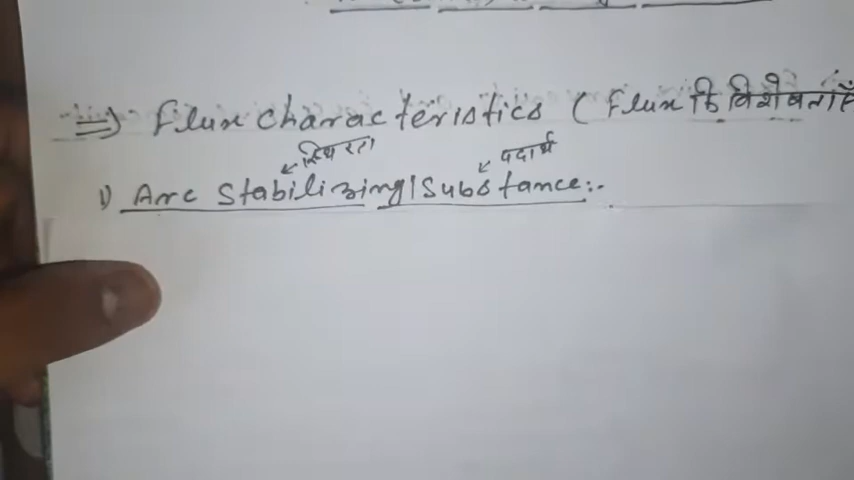 => Flux characteristics ( Flux कि विशेषताएँ
स्थिरता पदार्थ
1) Arc Stabilizing Substance:-